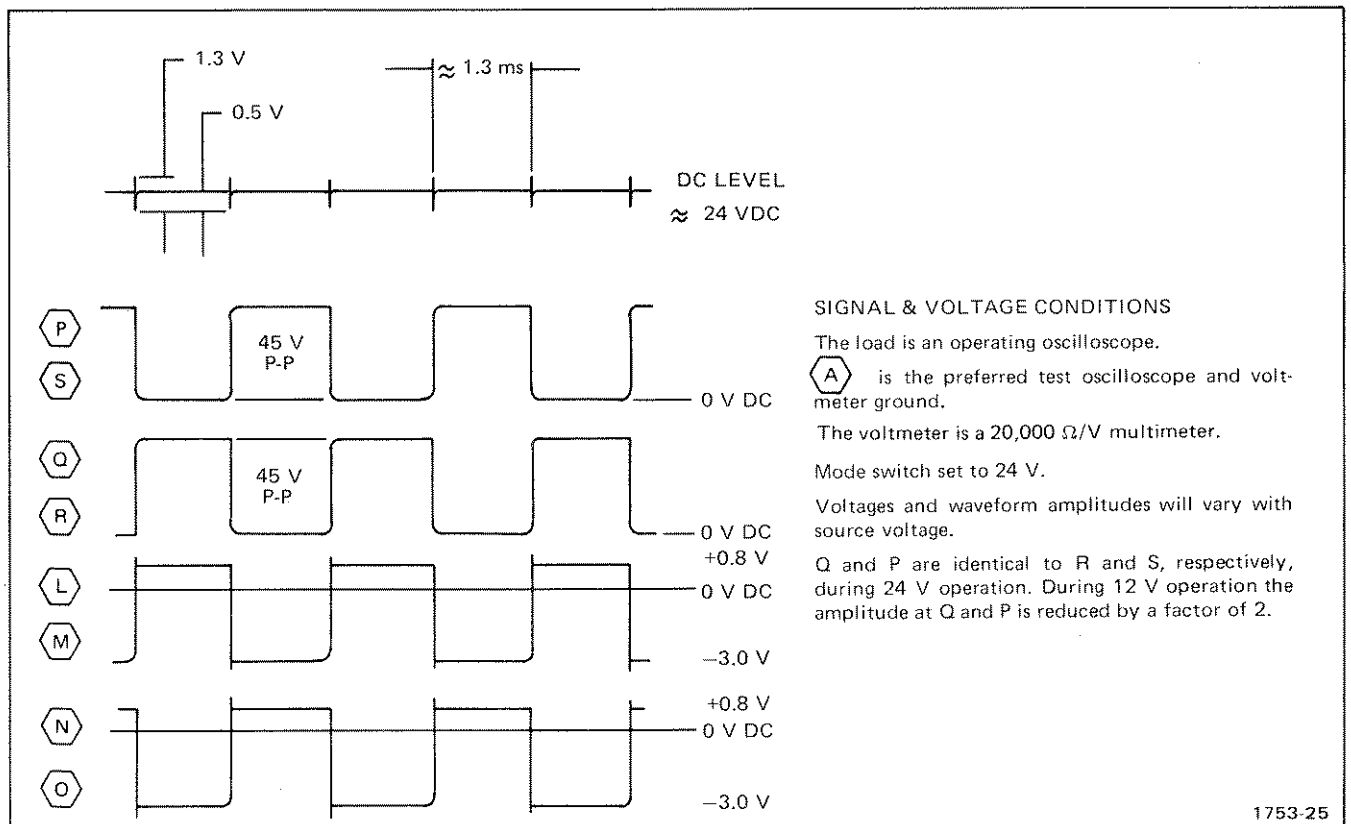 1.3 V
≈ 1.3 ms
0.5 V
DC LEVEL
≈ 24 VDC
P
S
45 V
P-P
0 V DC
Q
R
45 V
P-P
0 V DC
L
M
+0.8 V
0 V DC
−3.0 V
N
O
+0.8 V
0 V DC
−3.0 V
SIGNAL & VOLTAGE CONDITIONS
The load is an operating oscilloscope.
A is the preferred test oscilloscope and volt-
meter ground.
The voltmeter is a 20,000 Ω/V multimeter.
Mode switch set to 24 V.
Voltages and waveform amplitudes will vary with
source voltage.
Q and P are identical to R and S, respectively,
during 24 V operation. During 12 V operation the
amplitude at Q and P is reduced by a factor of 2.
1753-25